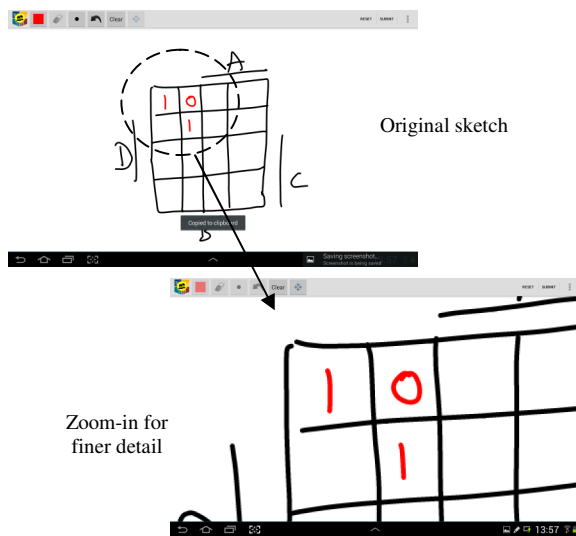 Clear
RESET SUBMIT
A
1 0
1
D
C
Original sketch
Copied to clipboard
B
Saving screenshot...
Screenshot is being saved
Clear
RESET SUBMIT
1 0
1
Zoom-in for
finer detail
13:57